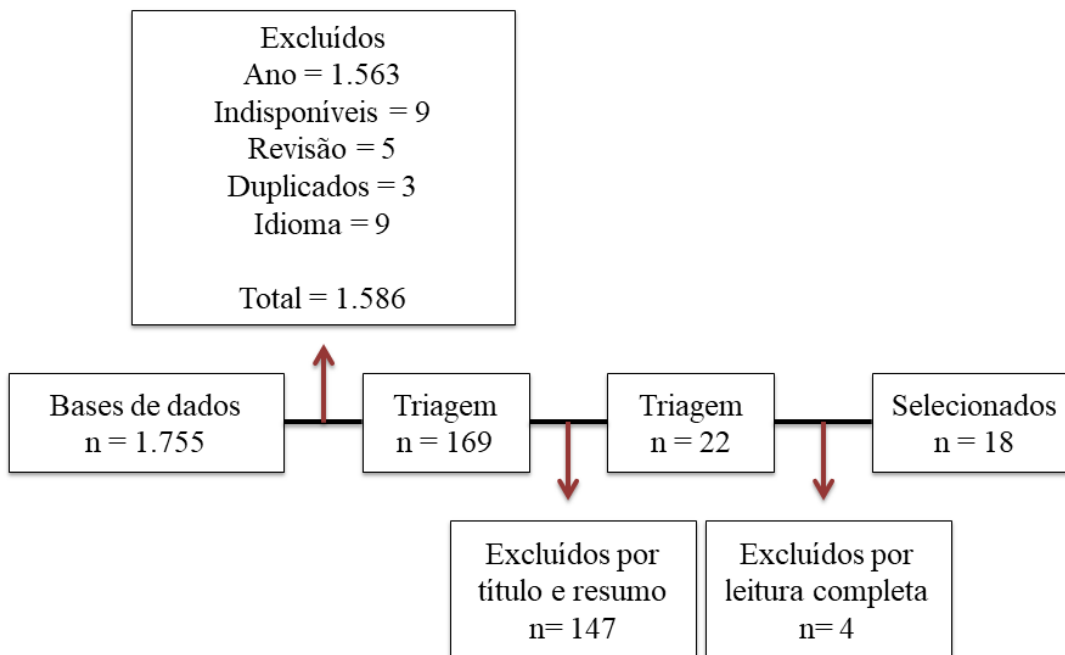 Excluídos
Ano = 1.563
Indisponíveis = 9
Revisão = 5
Duplicados = 3
Idioma = 9
Total = 1.586
Bases de dados
n = 1.755
Triagem
n = 169
Triagem
n = 22
Selecionados
n = 18
Excluídos por
título e resumo
n= 147
Excluídos por
leitura completa
n= 4